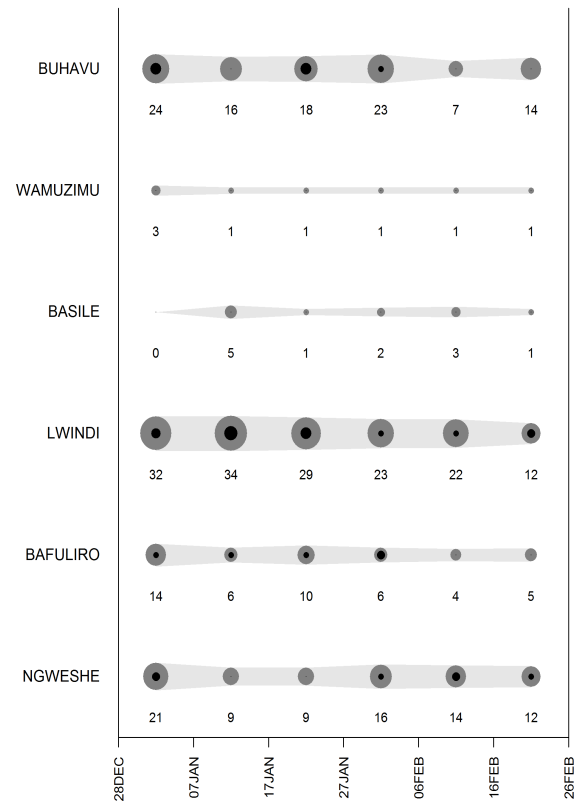 BUHAVU
24 16 18 23 7 14
WAMUZIMU
3 1 1 1 1 1
BASILE
0 5 1 2 3 1
LWINDI
32 34 29 23 22 12
BAFULIRO
14 6 10 6 4 5
NGWESHE
21 9 9 16 14 12
28DEC 07JAN 17JAN 27JAN 06FEB 16FEB 26FEB